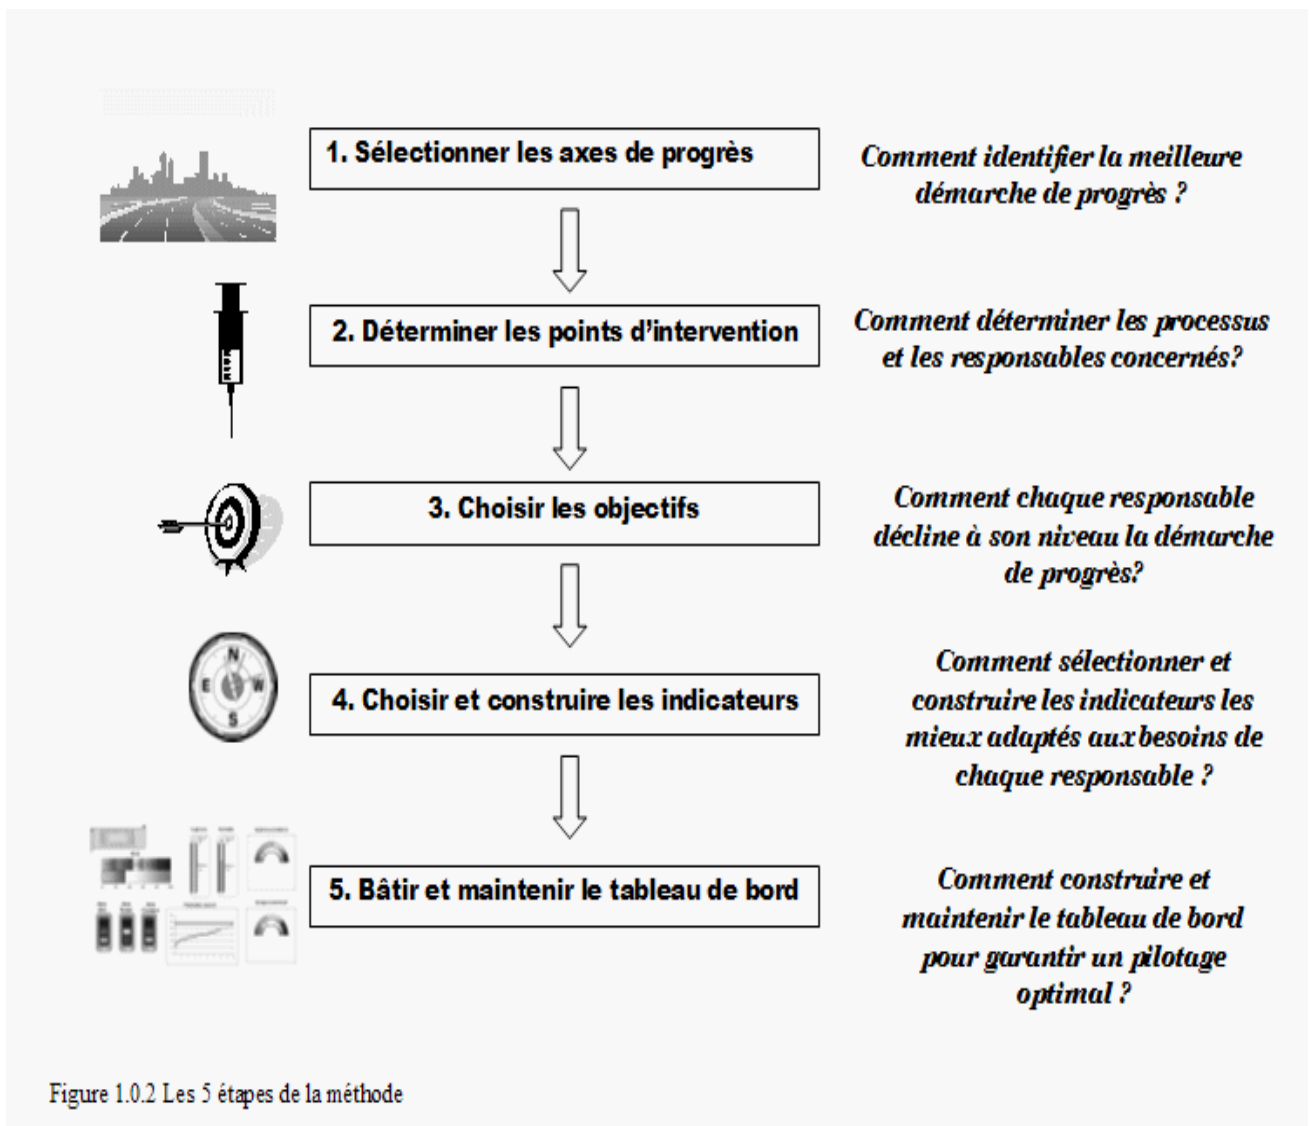 1. Sélectionner les axes de progrès
Comment identifier la meilleure
démarche de progrès ?
2. Déterminer les points d'intervention
Comment déterminer les processus
et les responsables concernés?
3. Choisir les objectifs
Comment chaque responsable
décline à son niveau la démarche
de progrès?
N
E
W
S
4. Choisir et construire les indicateurs
Comment sélectionner et
construire les indicateurs les
mieux adaptés aux besoins de
chaque responsable ?
5. Bâtir et maintenir le tableau de bord
Comment construire et
maintenir le tableau de bord
pour garantir un pilotage
optimal ?
Figure 1.0.2 Les 5 étapes de la méthode